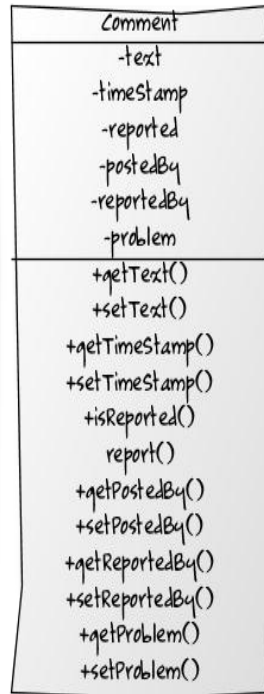 Comment
-text
-timeStamp
-reported
-postedBy
-reportedBy
-problem
+getText()
+setText()
+getTimeStamp()
+setTimeStamp()
+isReported()
report()
+getPostedBy()
+setPostedBy()
+getReportedBy()
+setReportedBy()
+getProblem()
+setProblem()